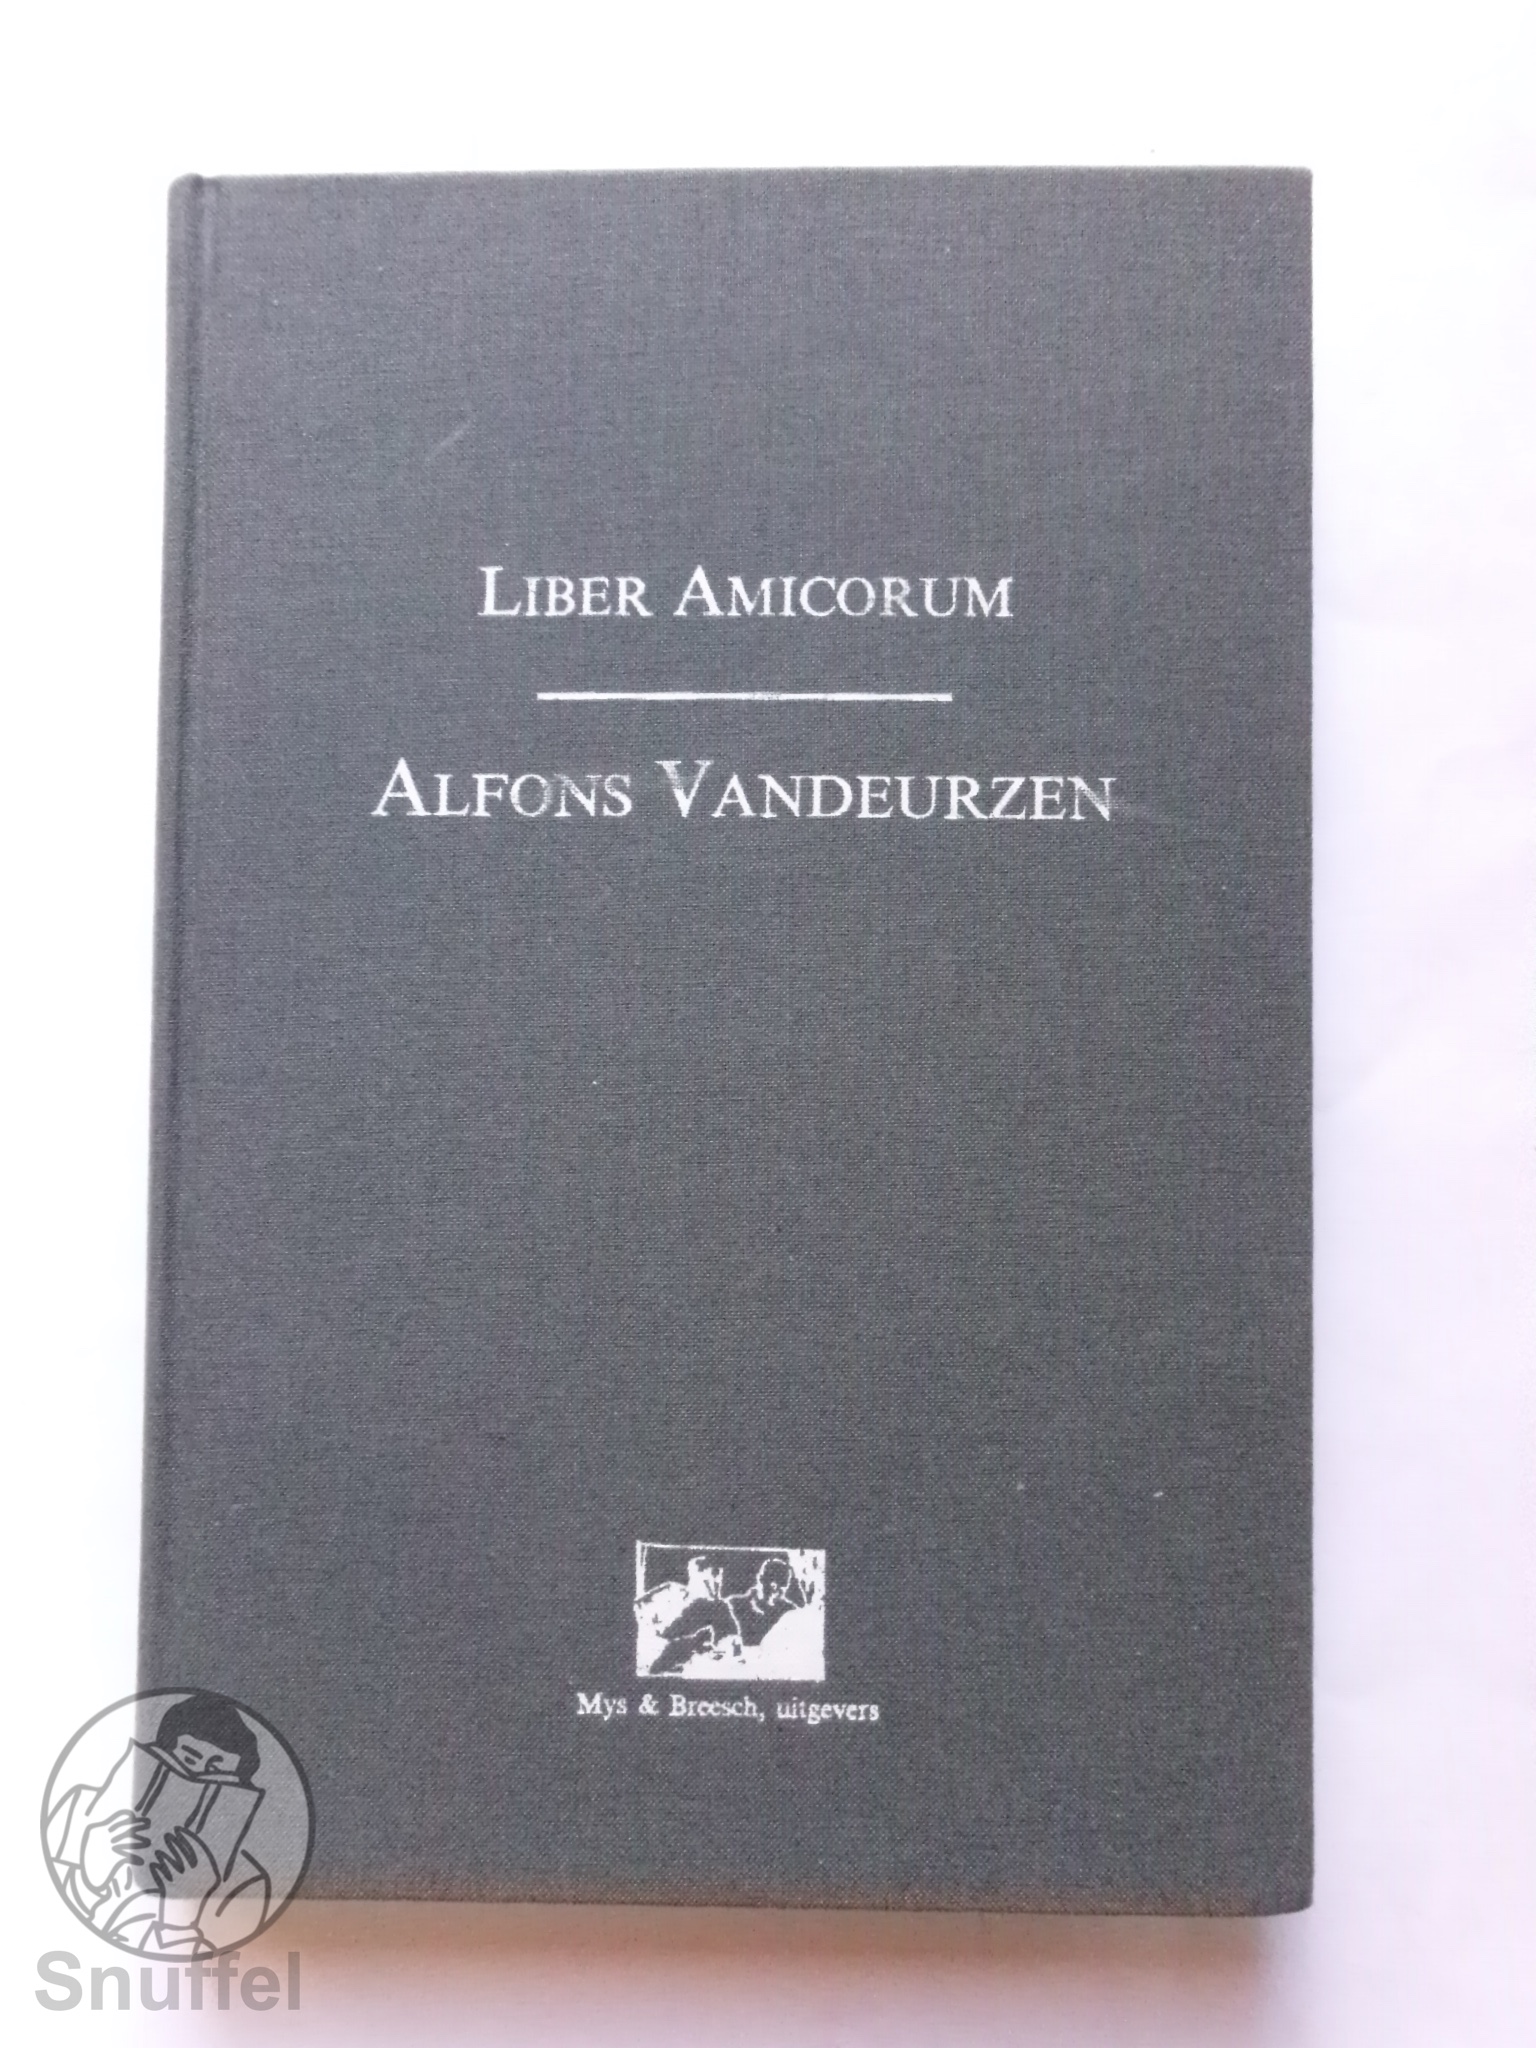 LIBER AMICORUM
ALFONS VANDEURZEN
Mys & Breesch, uitgevers
Snuffel